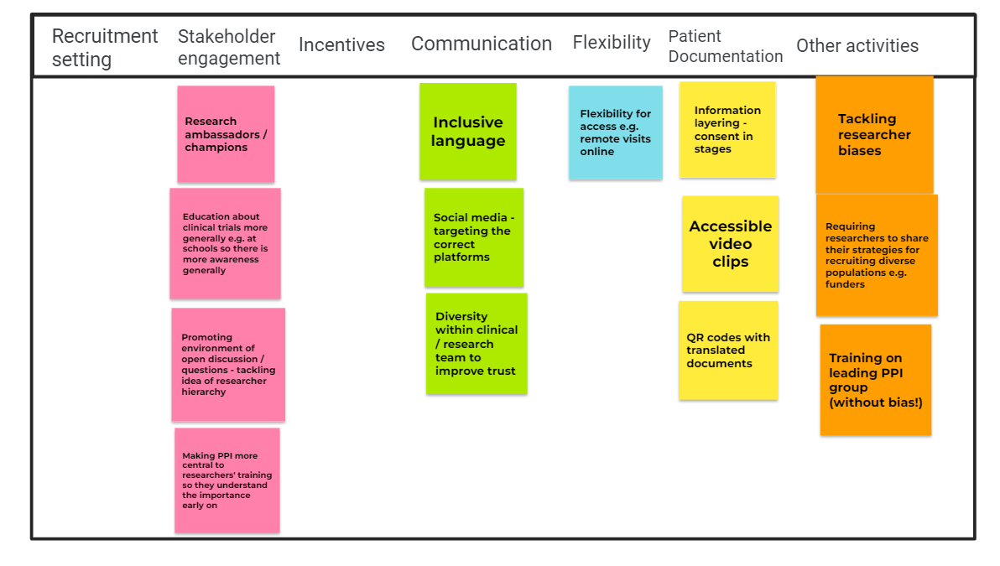 Recruitment
setting
Stakeholder
engagement
Incentives
Communication
Flexibility
Patient
Documentation
Other activities
Research
ambassadors /
champions
Education about
clinical trials more
generally e.g. at
schools so there is
more awareness
generally
Promoting
environment of
open discussion /
questions - tackling
idea of researcher
hierarchy
Making PPI more
central to
researchers' training
so they understand
the importance
early on
Inclusive
language
Social media -
targeting the
correct
platforms
Diversity
within clinical
/ research
team to
improve trust
Flexibility for
access e.g.
remote visits
online
Information
layering -
consent in
stages
Accessible
video
clips
QR codes with
translated
documents
Tackling
researcher
biases
Requiring
researchers to share
their strategies for
recruiting diverse
populations e.g.
funders
Training on
leading PPI
group
(without bias!)